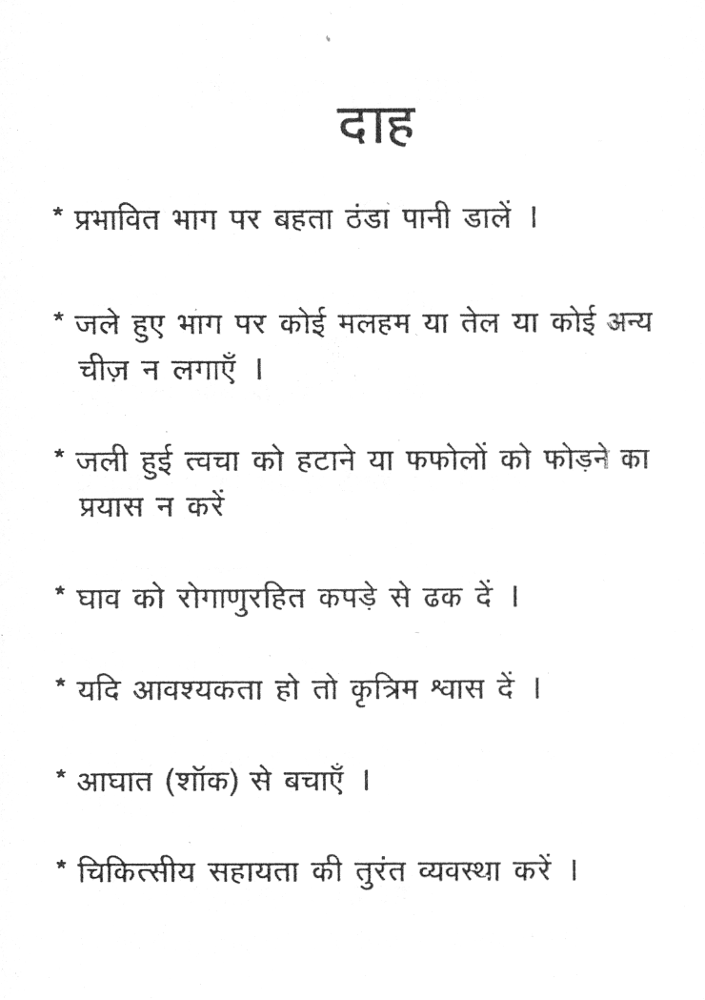 दाह
* प्रभावित भाग पर बहता ठंडा पानी डालें ।
* जले हुए भाग पर कोई मलहम या तेल या कोई अन्य
चीज़ न लगाएँ ।
* जली हुई त्वचा को हटाने या फफोलों को फोड़ने का
प्रयास न करें
* घाव को रोगाणुरहित कपड़े से ढक दें ।
* यदि आवश्यकता हो तो कृत्रिम श्वास दें ।
* आघात (शॉक) से बचाएँ ।
* चिकित्सीय सहायता की तुरंत व्यवस्था करें ।